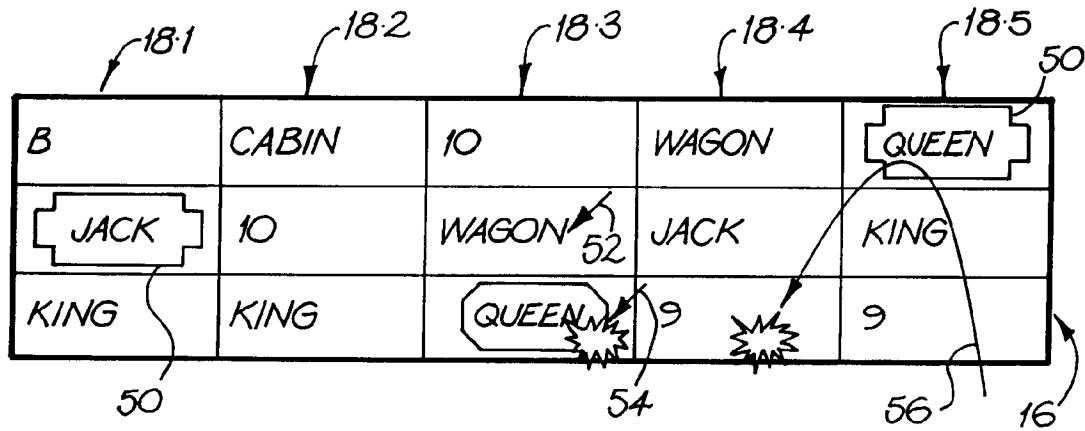 18·1 18·2 18·3 18·4 18·5
50
B CABIN 10 WAGON QUEEN
JACK 10 WAGON 52 JACK KING
KING KING QUEEN 9 9
50 54 56 16